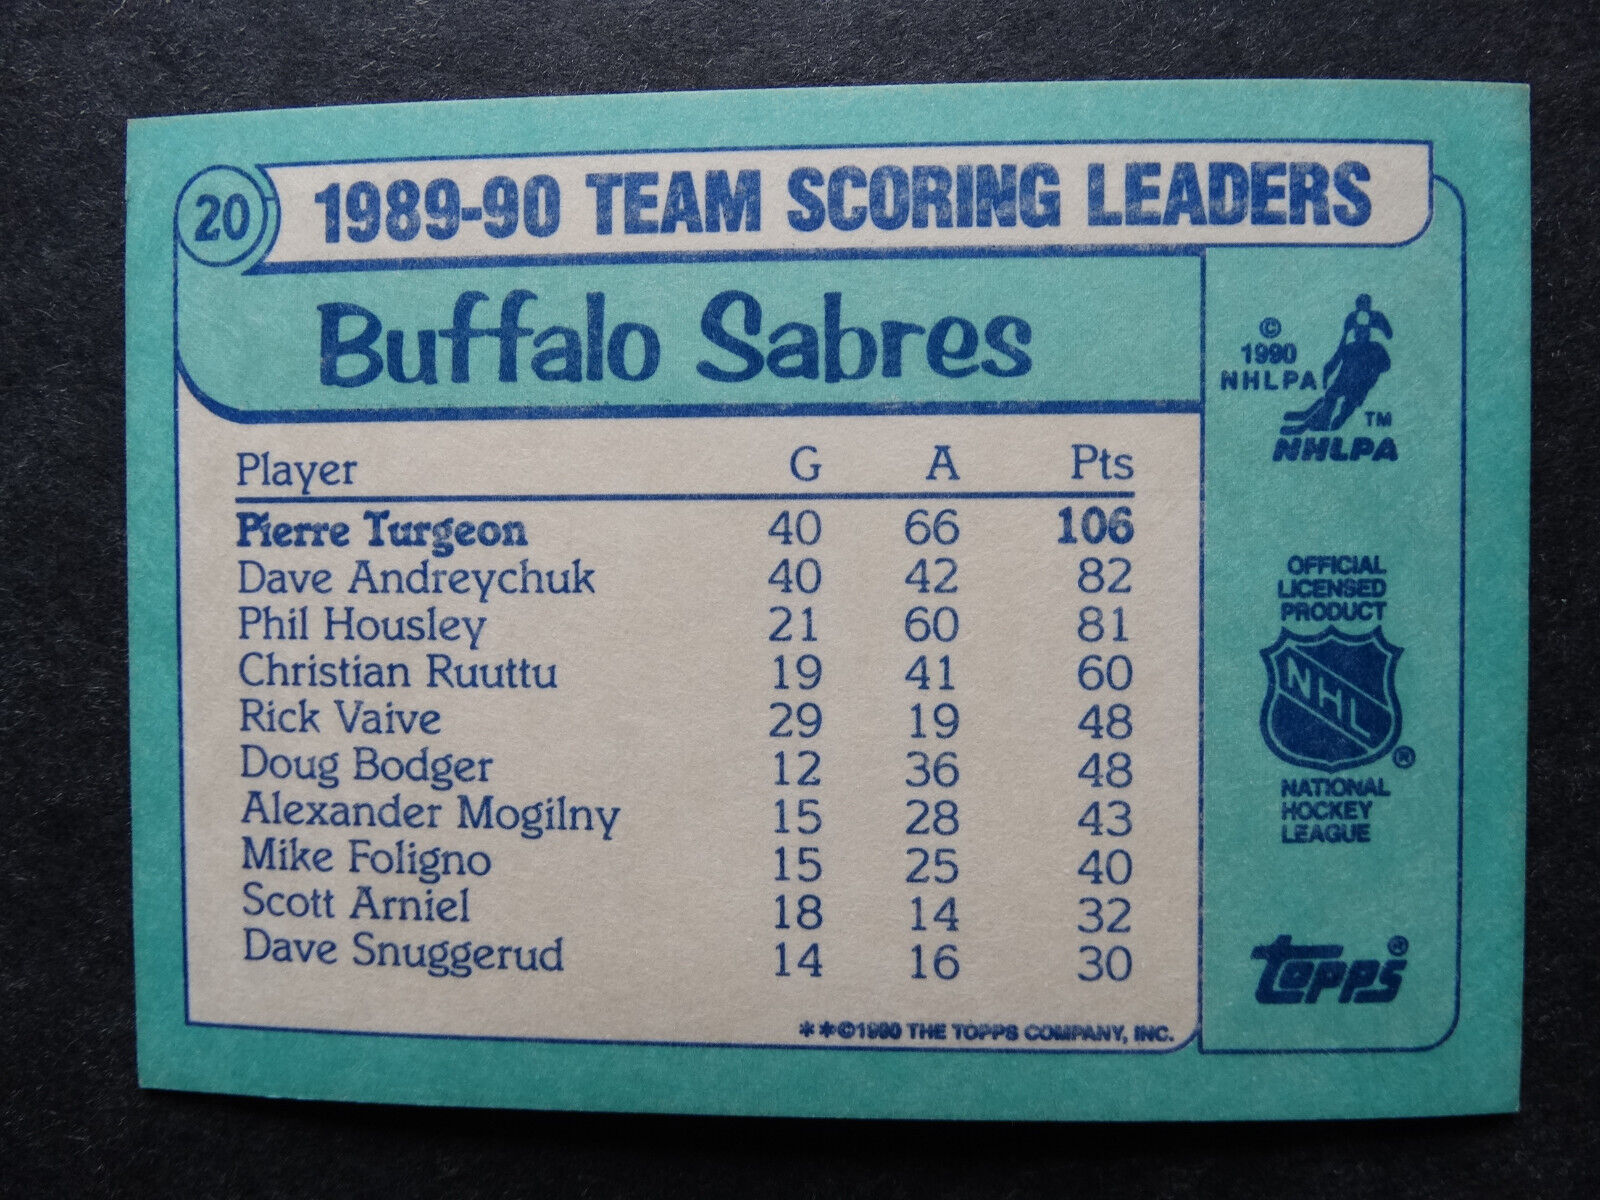 20
1989-90 TEAM SCORING LEADERS
Buffalo Sabres
Player G A Pts
Pierre Turgeon 40 66 106
Dave Andreychuk 40 42 82
Phil Housley 21 60 81
Christian Ruuttu 19 41 60
Rick Vaive 29 19 48
Doug Bodger 12 36 48
Alexander Mogilny 15 28 43
Mike Foligno 15 25 40
Scott Arniel 18 14 32
Dave Snuggerud 14 16 30
**©1990 THE TOPPS COMPANY, INC.
©
1990
NHLPA
TM
NHLPA
OFFICIAL
LICENSED
PRODUCT
NHL
®
NATIONAL
HOCKEY
LEAGUE
topps®